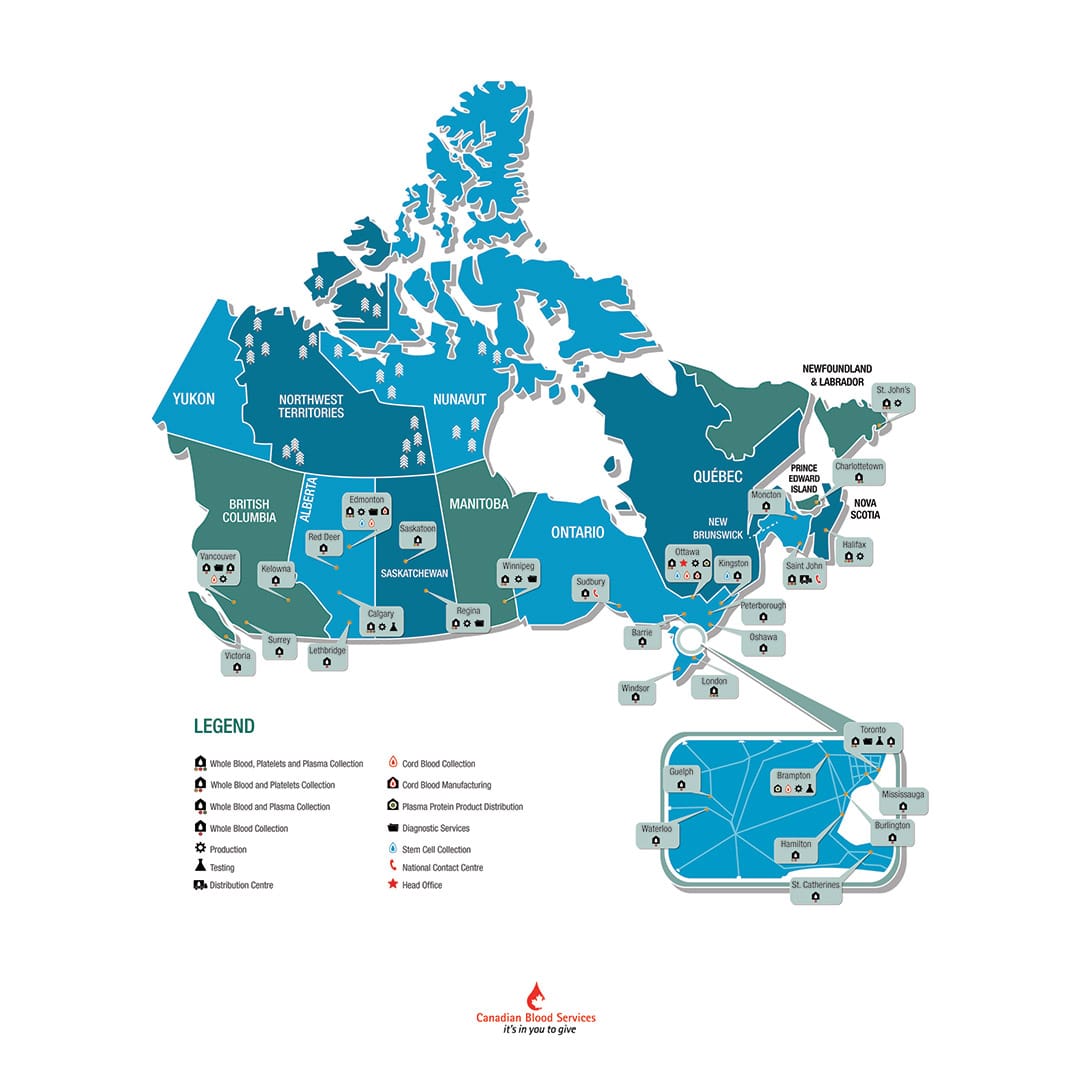 NEWFOUNDLAND
& LABRADOR
St. John's
YUKON
NORTHWEST
TERRITORIES
NUNAVUT
QUÉBEC
PRINCE
EDWARD
ISLAND
Charlottetown
Moncton
NOVA
SCOTIA
BRITISH
COLUMBIA
ALBERTA
Edmonton
MANITOBA
ONTARIO
NEW
BRUNSWICK
Saskatoon
Red Deer
Halifax
Vancouver
Kelowna
SASKATCHEWAN
Winnipeg
Sudbury
Ottawa
Kingston
Saint John
Calgary
Regina
Peterborough
Barrie
Oshawa
Surrey
Victoria
Lethbridge
Windsor
London
LEGEND
Toronto
Whole Blood, Platelets and Plasma Collection
Whole Blood and Platelets Collection
Whole Blood and Plasma Collection
Whole Blood Collection
Production
Testing
Distribution Centre
Cord Blood Collection
Cord Blood Manufacturing
Plasma Protein Product Distribution
Diagnostic Services
Stem Cell Collection
National Contact Centre
Head Office
Guelph
Brampton
Mississauga
Waterloo
Burlington
Hamilton
St. Catherines
Canadian Blood Services
it's in you to give